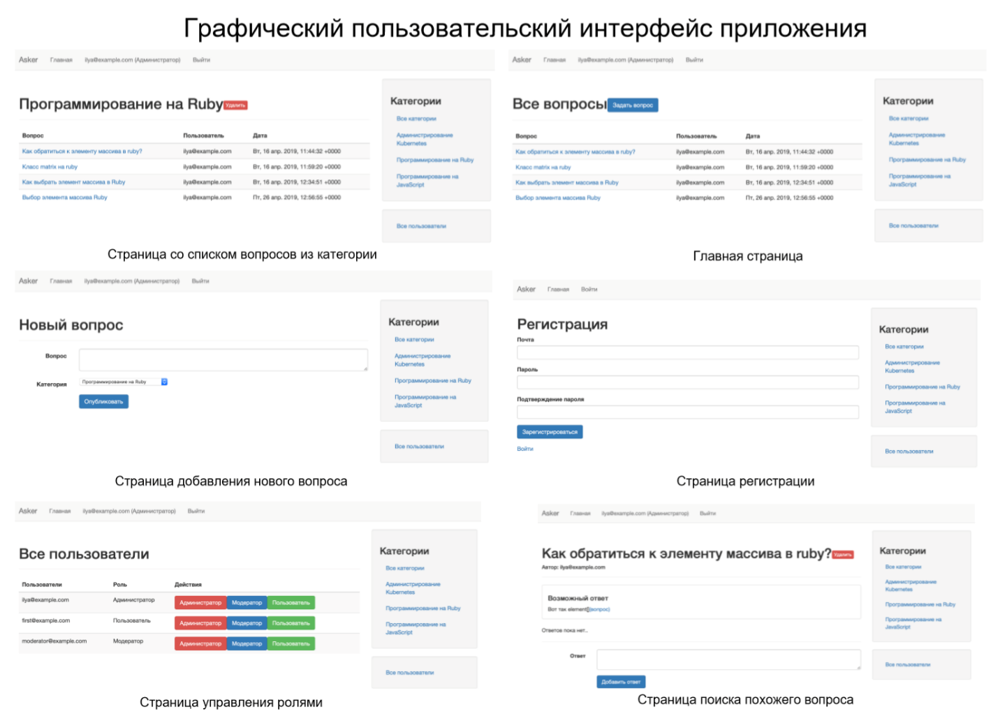 Графический пользовательский интерфейс приложения
Asker Главная ilya@example.com (Администратор) Выйти
Программирование на Ruby Удалить
Вопрос Пользователь Дата
Как обратиться к элементу массива в ruby? ilya@example.com Вт, 16 апр. 2019, 11:44:32 +0000
Класс matrix на ruby ilya@example.com Вт, 16 апр. 2019, 11:59:20 +0000
Как выбрать элемент массива в Ruby ilya@example.com Вт, 16 апр. 2019, 12:34:51 +0000
Выбор элемента массива Ruby ilya@example.com Пт, 26 апр. 2019, 12:56:55 +0000
Категории
Все категории
Администрирование
Kubernetes
Программирование на Ruby
Программирование на
JavaScript
Все пользователи
Страница со списком вопросов из категории
Asker Главная ilya@example.com (Администратор) Выйти
Все вопросы Задать вопрос
Вопрос Пользователь Дата
Как обратиться к элементу массива в ruby? ilya@example.com Вт, 16 апр. 2019, 11:44:32 +0000
Класс matrix на ruby ilya@example.com Вт, 16 апр. 2019, 11:59:20 +0000
Как выбрать элемент массива в Ruby ilya@example.com Вт, 16 апр. 2019, 12:34:51 +0000
Выбор элемента массива Ruby ilya@example.com Пт, 26 апр. 2019, 12:56:55 +0000
Категории
Все категории
Администрирование
Kubernetes
Программирование на Ruby
Программирование на
JavaScript
Все пользователи
Главная страница
Asker Главная ilya@example.com (Администратор) Выйти
Новый вопрос
Вопрос
Категория Программирование на Ruby
Опубликовать
Категории
Все категории
Администрирование
Kubernetes
Программирование на Ruby
Программирование на
JavaScript
Все пользователи
Страница добавления нового вопроса
Asker Главная Войти
Регистрация
Почта
Пароль
Подтверждение пароля
Зарегистрироваться
Войти
Категории
Все категории
Администрирование
Kubernetes
Программирование на Ruby
Программирование на
JavaScript
Все пользователи
Страница регистрации
Asker Главная ilya@example.com (Администратор) Выйти
Все пользователи
Пользователи Роль Действия
ilya@example.com Администратор Администратор Модератор Пользователь
first@example.com Пользователь Администратор Модератор Пользователь
moderator@example.com Модератор Администратор Модератор Пользователь
Категории
Все категории
Администрирование
Kubernetes
Программирование на Ruby
Программирование на
JavaScript
Все пользователи
Страница управления ролями
Asker Главная ilya@example.com (Администратор) Выйти
Как обратиться к элементу массива в ruby? Удалить
Автор: ilya@example.com
Возможный ответ
Вот так element[](вопрос)
Ответов пока нет..
Ответ
Добавить ответ
Категории
Все категории
Администрирование
Kubernetes
Программирование на Ruby
Программирование на
JavaScript
Все пользователи
Страница поиска похожего вопроса